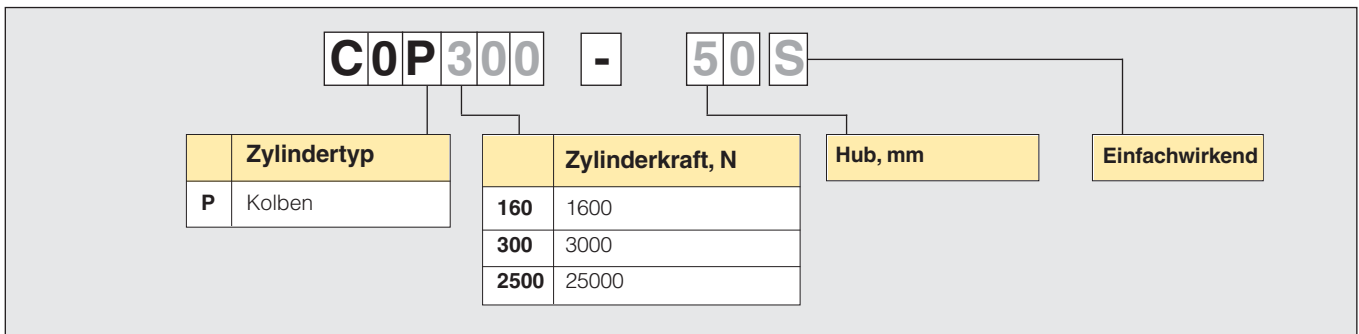 C0P300 - 50S
Zylindertyp
P Kolben
Zylinderkraft, N
160 1600
300 3000
2500 25000
Hub, mm
Einfachwirkend